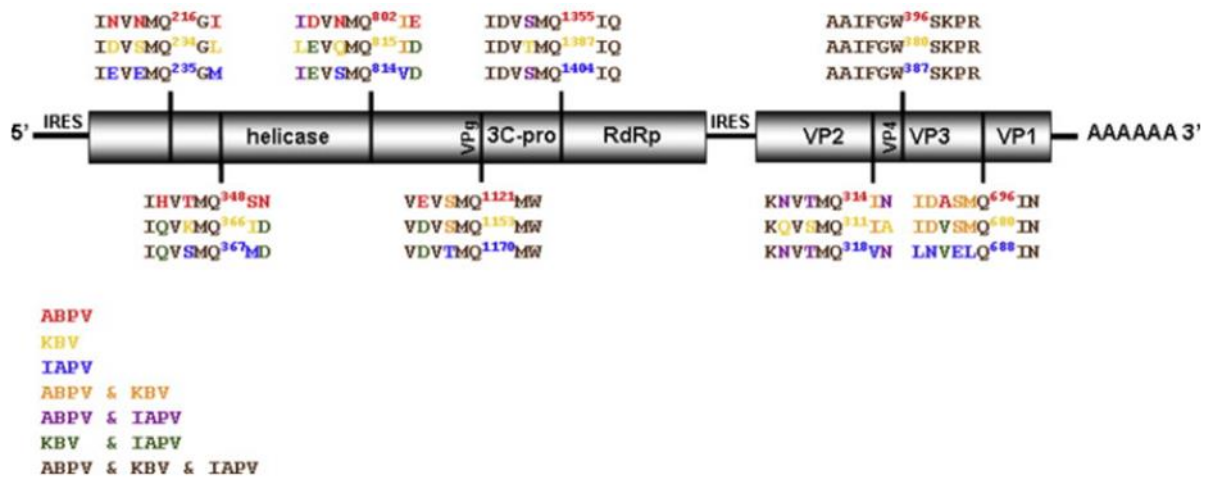 INVNMQ216GI IDVNMQ802IE IDVSMQ1355IQ AAIFGW396SKPR
IDVSMQ234GL LEVQMQ815ID IDVTMQ1387IQ AAIFGW380SKPR
IEVEMQ235GM IEVSMQ814VD IDVSMQ1404IQ AAIFGW387SKPR
5’ IRES helicase VPg 3C-pro RdRp IRES VP2 VP4 VP3 VP1 AAAAAA 3’
IHVTMQ348SN VEVSMQ1121MW KNVTMQ314IN IDASMQ696IN
IQVKMQ366ID VDVSMQ1153MW KQVSMQ311IA IDVSMQ680IN
IQVSMQ367MD VDVTMQ1170MW KNVTMQ318VN LNVELQ688IN
ABPV
KBV
IAPV
ABPV & KBV
ABPV & IAPV
KBV & IAPV
ABPV & KBV & IAPV